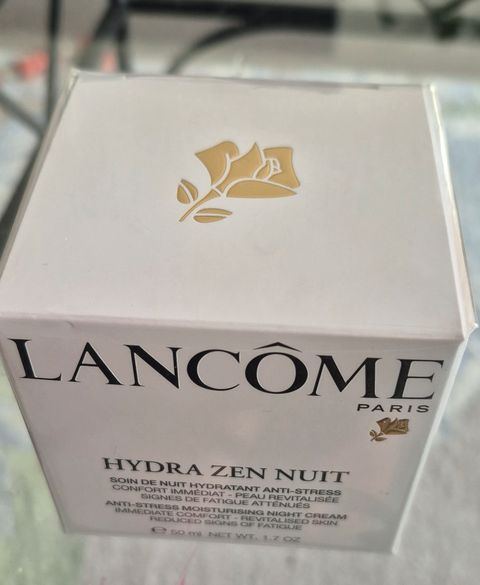 LANCÔME
PARIS
HYDRA ZEN NUIT
SOIN DE NUIT HYDRATANT ANTI-STRESS
CONFORT IMMÉDIAT - PEAU REVITALISÉE
SIGNES DE FATIGUE ATTÉNUÉS
ANTI-STRESS MOISTURISING NIGHT CREAM
IMMEDIATE COMFORT - REVITALISED SKIN
REDUCED SIGNS OF FATIGUE
℮ 50 ml NET WT. 1.7 OZ